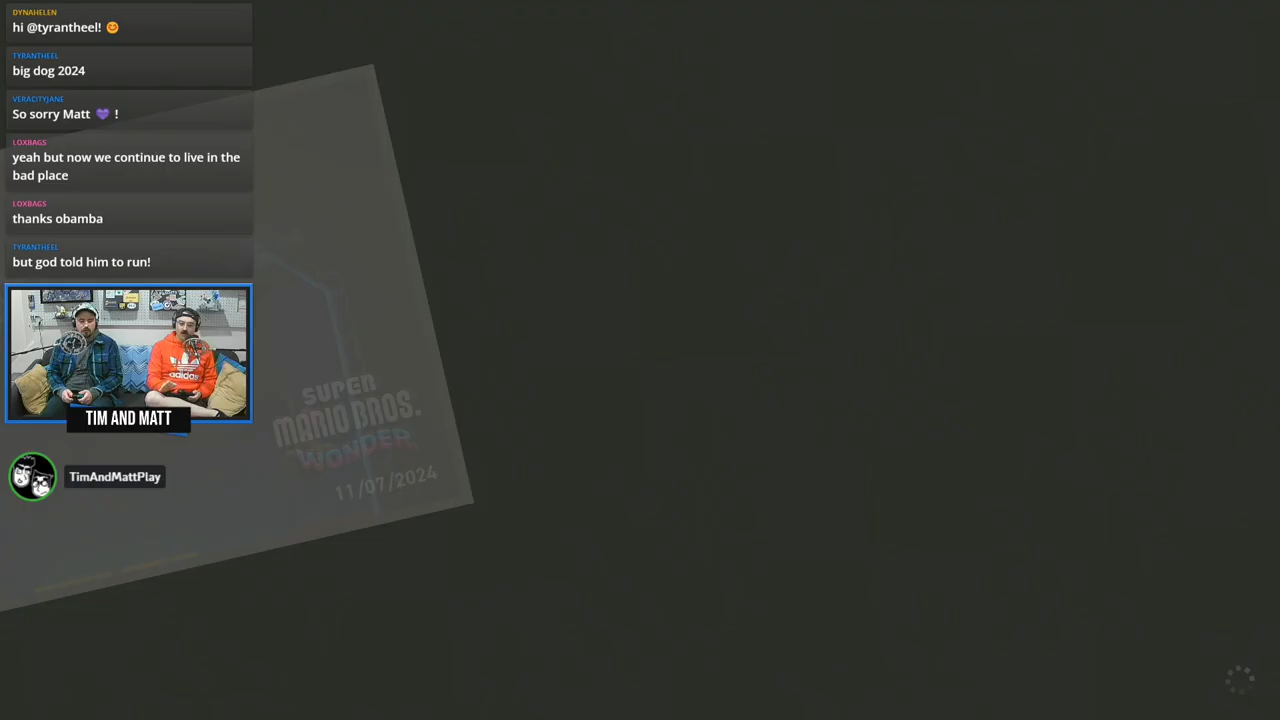 DYNAHELEN
hi @tyrantheel! 😊
TYRANTHEEL
big dog 2024
VERACITYJANE
So sorry Matt 💜 !
LOXBAGS
yeah but now we continue to live in the
bad place
LOXBAGS
thanks obamba
TYRANTHEEL
but god told him to run!
adidas
TIM AND MATT
TimAndMattPlay
SUPER
MARIO BROS.
WONDER
11/07/2024